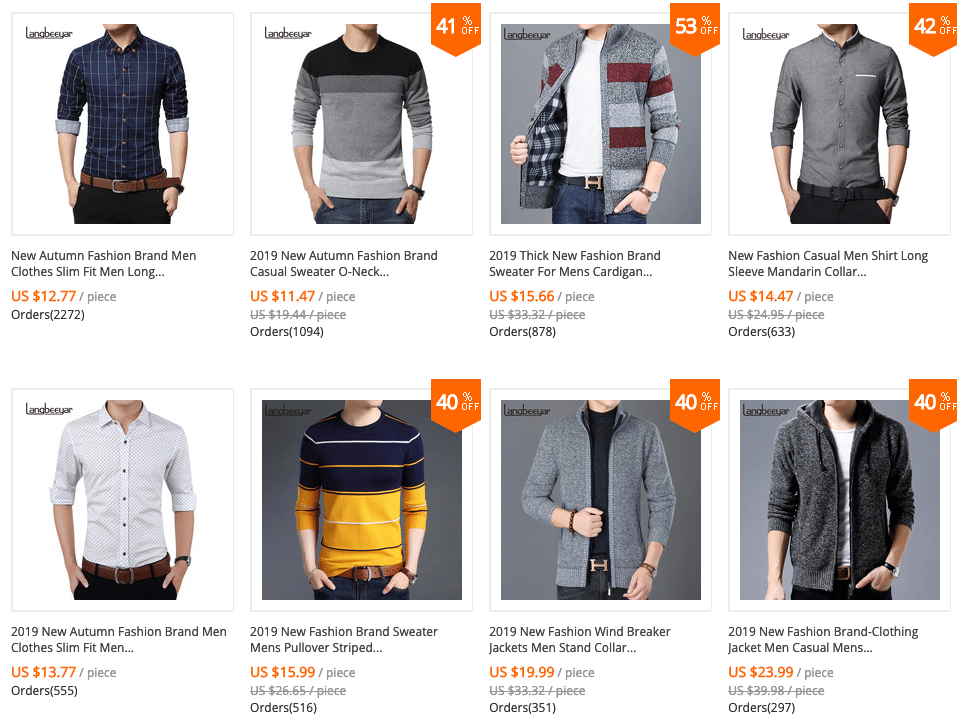 Langbeeyar
New Autumn Fashion Brand Men
Clothes Slim Fit Men Long...
US $12.77 / piece
Orders(2272)
Langbeeyar
41 % OFF
2019 New Autumn Fashion Brand
Casual Sweater O-Neck...
US $11.47 / piece
US $19.44 / piece
Orders(1094)
Langbeeyar
53 % OFF
2019 Thick New Fashion Brand
Sweater For Mens Cardigan...
US $15.66 / piece
US $33.32 / piece
Orders(878)
Langbeeyar
42 % OFF
New Fashion Casual Men Shirt Long
Sleeve Mandarin Collar...
US $14.47 / piece
US $24.95 / piece
Orders(633)
Langbeeyar
2019 New Autumn Fashion Brand Men
Clothes Slim Fit Men...
US $13.77 / piece
Orders(555)
Langbeeyar
40 % OFF
2019 New Fashion Brand Sweater
Mens Pullover Striped...
US $15.99 / piece
US $26.65 / piece
Orders(516)
Langbeeyar
40 % OFF
2019 New Fashion Wind Breaker
Jackets Men Stand Collar...
US $19.99 / piece
US $33.32 / piece
Orders(351)
Langbeeyar
40 % OFF
2019 New Fashion Brand-Clothing
Jacket Men Casual Mens...
US $23.99 / piece
US $39.98 / piece
Orders(297)